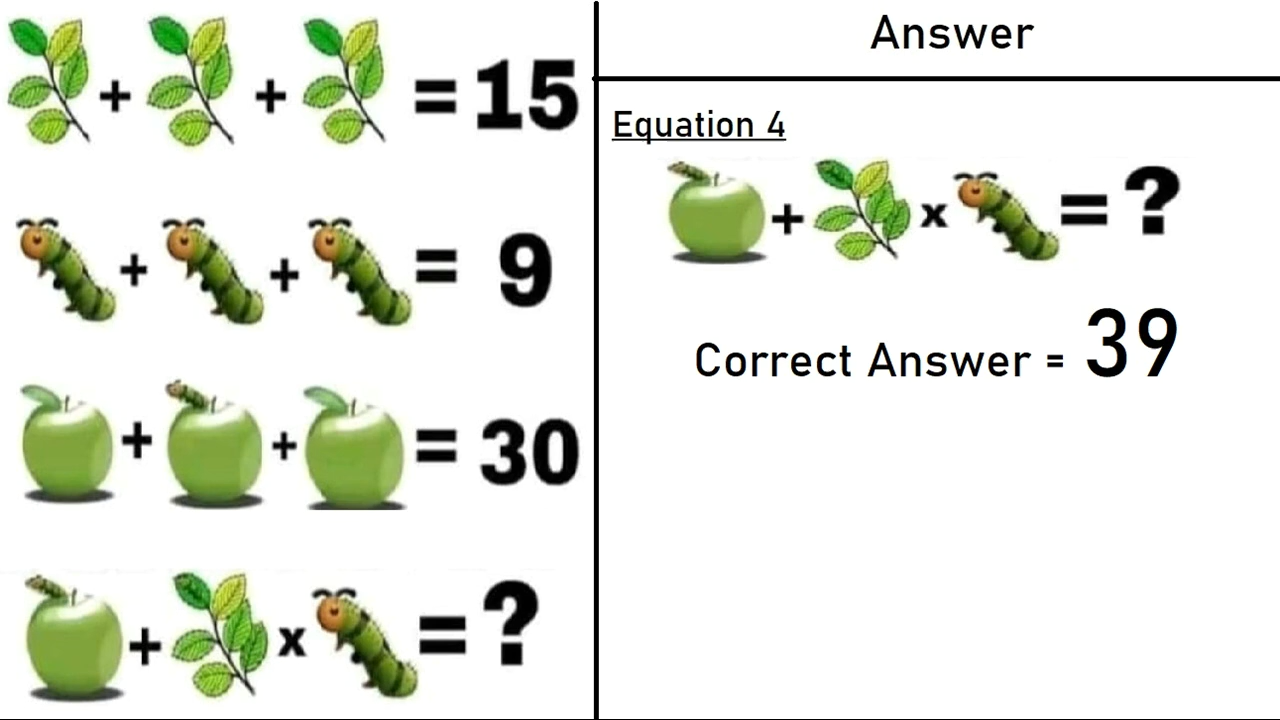 + + = 15
+ + = 9
+ + = 30
+ x = ?
Answer
Equation 4
+ x = ?
Correct Answer = 39